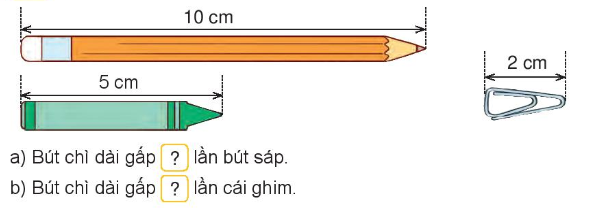 10 cm
2 cm
5 cm
a) Bút chì dài gấp ? lần bút sáp.
b) Bút chì dài gấp ? lần cái ghim.